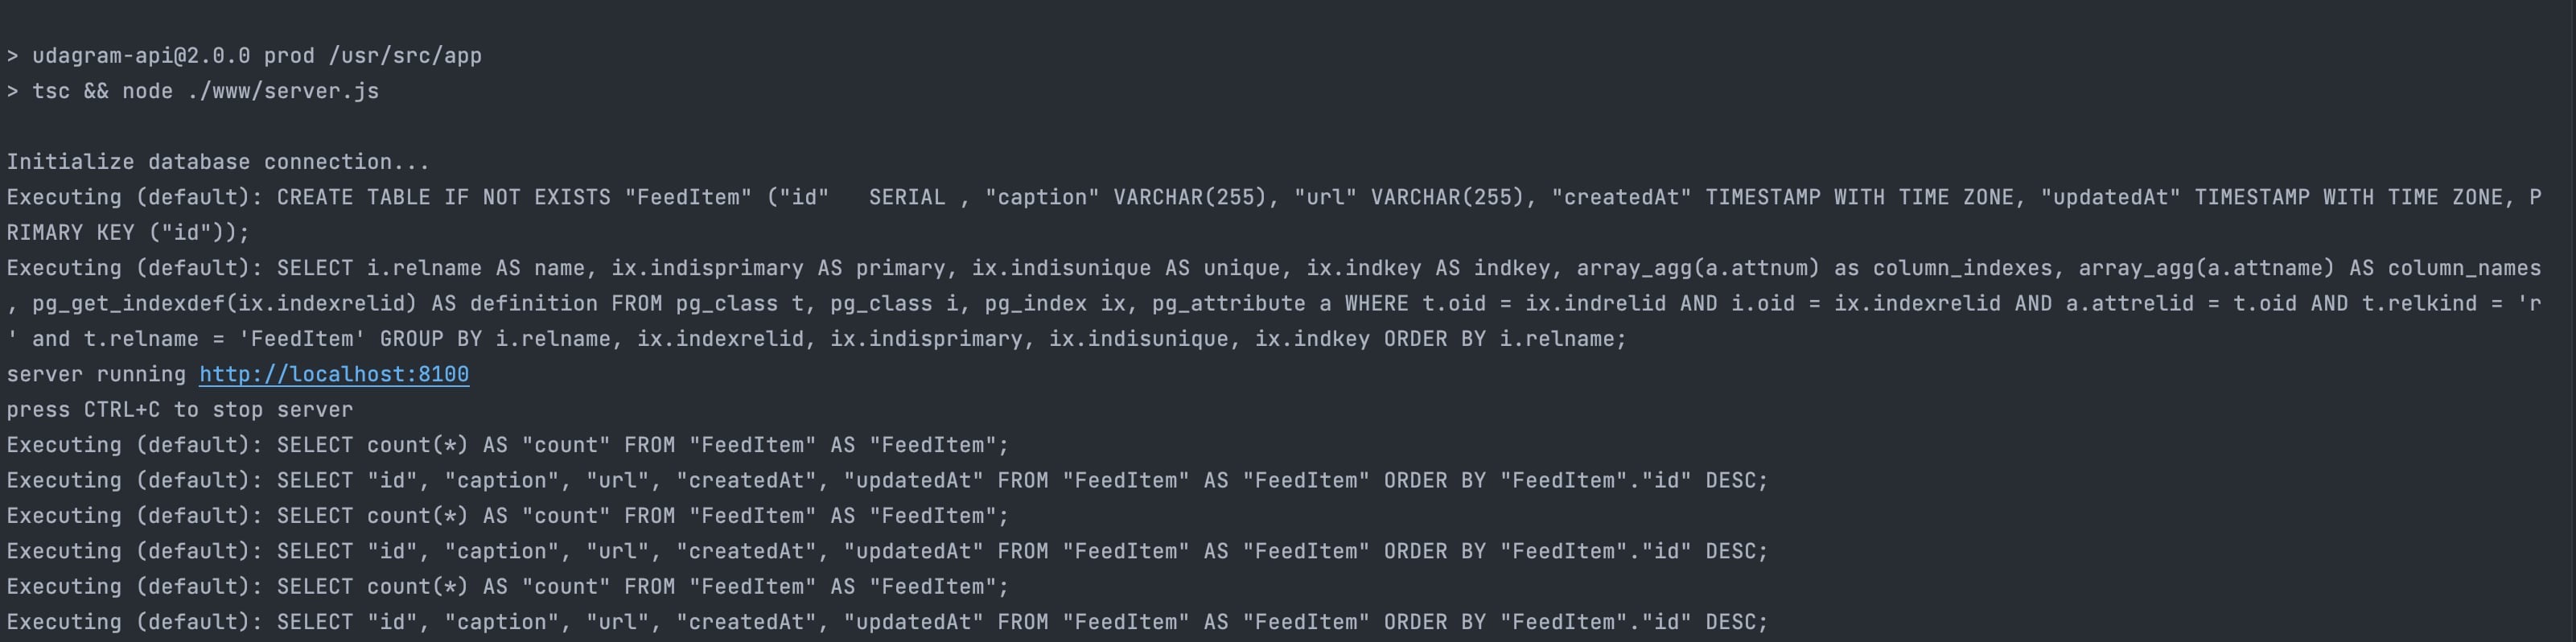 > udagram-api@2.0.0 prod /usr/src/app
> tsc && node ./www/server.js
Initialize database connection...
Executing (default): CREATE TABLE IF NOT EXISTS "FeedItem" ("id"   SERIAL , "caption" VARCHAR(255), "url" VARCHAR(255), "createdAt" TIMESTAMP WITH TIME ZONE, "updatedAt" TIMESTAMP WITH TIME ZONE, P
RIMARY KEY ("id"));
Executing (default): SELECT i.relname AS name, ix.indisprimary AS primary, ix.indisunique AS unique, ix.indkey AS indkey, array_agg(a.attnum) as column_indexes, array_agg(a.attname) AS column_names
, pg_get_indexdef(ix.indexrelid) AS definition FROM pg_class t, pg_class i, pg_index ix, pg_attribute a WHERE t.oid = ix.indrelid AND i.oid = ix.indexrelid AND a.attrelid = t.oid AND t.relkind = 'r
' and t.relname = 'FeedItem' GROUP BY i.relname, ix.indexrelid, ix.indisprimary, ix.indisunique, ix.indkey ORDER BY i.relname;
server running http://localhost:8100
press CTRL+C to stop server
Executing (default): SELECT count(*) AS "count" FROM "FeedItem" AS "FeedItem";
Executing (default): SELECT "id", "caption", "url", "createdAt", "updatedAt" FROM "FeedItem" AS "FeedItem" ORDER BY "FeedItem"."id" DESC;
Executing (default): SELECT count(*) AS "count" FROM "FeedItem" AS "FeedItem";
Executing (default): SELECT "id", "caption", "url", "createdAt", "updatedAt" FROM "FeedItem" AS "FeedItem" ORDER BY "FeedItem"."id" DESC;
Executing (default): SELECT count(*) AS "count" FROM "FeedItem" AS "FeedItem";
Executing (default): SELECT "id", "caption", "url", "createdAt", "updatedAt" FROM "FeedItem" AS "FeedItem" ORDER BY "FeedItem"."id" DESC;